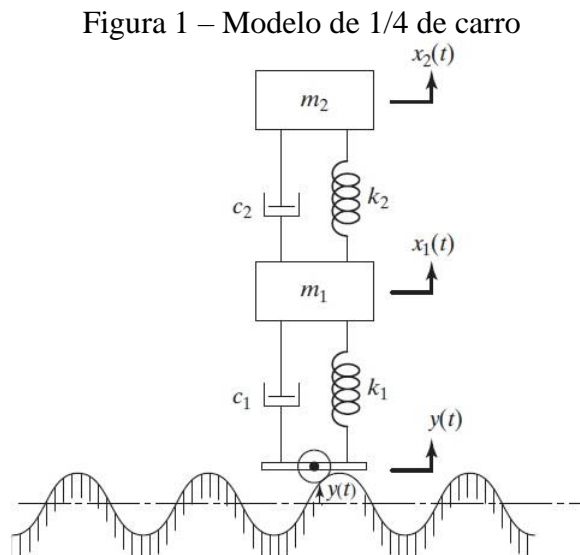 Figura 1 – Modelo de 1/4 de carro
x₂(t)
m₂
c₂
k₂
x₁(t)
m₁
c₁
k₁
y(t)
y(t)